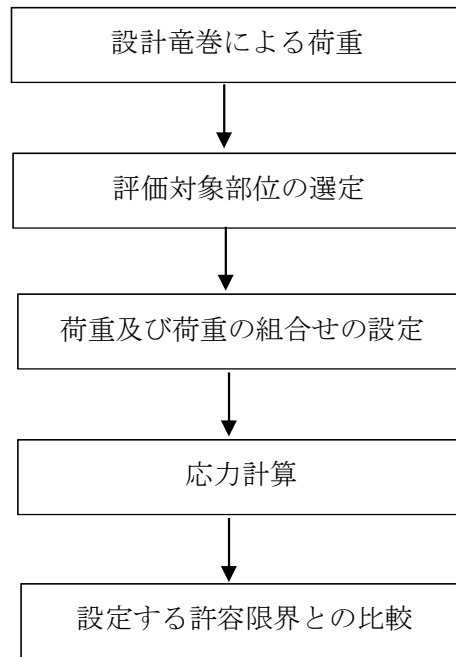 設計竜巻による荷重
評価対象部位の選定
荷重及び荷重の組合せの設定
応力計算
設定する許容限界との比較